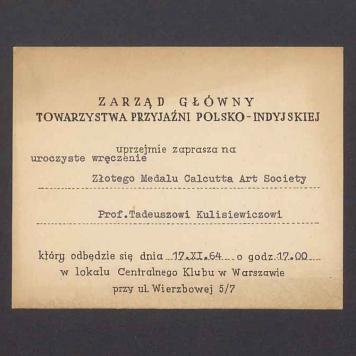 ZARZĄD GŁÓWNY
TOWARZYSTWA PRZYJAŹNI POLSKO-INDYJSKIEJ
uprzejmie zaprasza na
uroczyste wręczenie
Złotego Medalu Calcutta Art Society
Prof.Tadeuszowi Kulisiewiczowi
który odbędzie się dnia 17.XI.64 o godz. 17.00
w lokalu Centralnego Klubu w Warszawie
przy ul. Wierzbowej 5/7